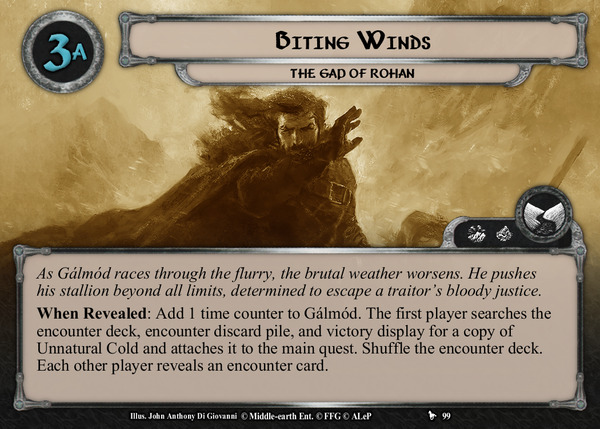 3A
Biting Winds
The Gap of Rohan
As Gálmód races through the flurry, the brutal weather worsens. He pushes
his stallion beyond all limits, determined to escape a traitor's bloody justice.
When Revealed: Add 1 time counter to Gálmód. The first player searches the
encounter deck, encounter discard pile, and victory display for a copy of
Unnatural Cold and attaches it to the main quest. Shuffle the encounter deck.
Each other player reveals an encounter card.
Illus. John Anthony Di Giovanni © Middle-earth Ent. © FFG © ALeP 99